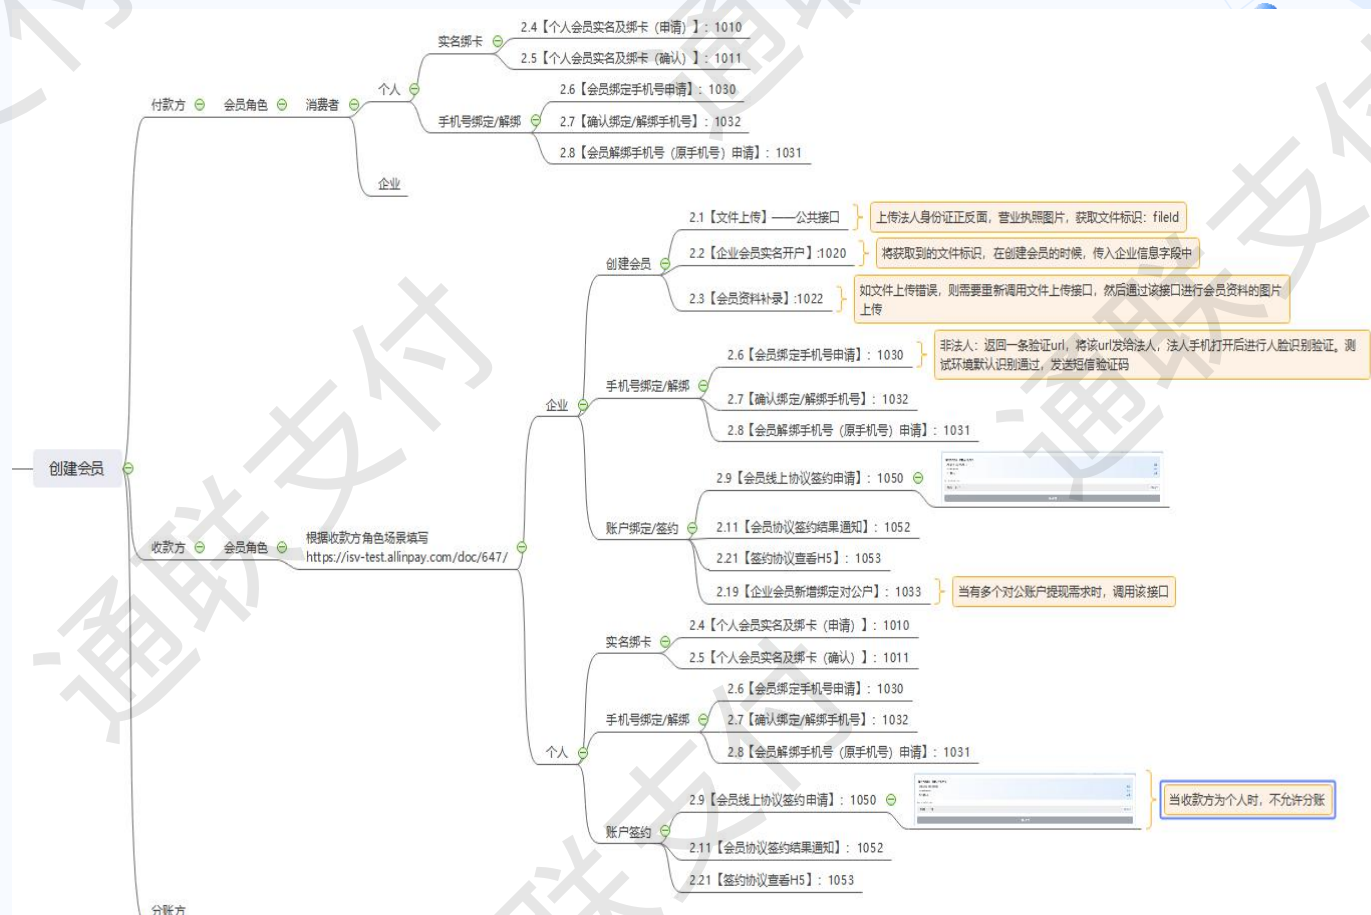 2.4【个人会员实名及绑卡（申请）】：1010
实名绑卡
2.5【个人会员实名及绑卡（确认）】：1011
个人
2.6【会员绑定手机号申请】：1030
付款方
会员角色
消费者
手机号绑定/解绑
2.7【确认绑定/解绑手机号】：1032
2.8【会员解绑手机号（原手机号）申请】：1031
企业
2.1【文件上传】——公共接口
上传法人身份证正反面，营业执照图片，获取文件标识：fileId
创建会员
2.2【企业会员实名开户】:1020
将获取到的文件标识，在创建会员的时候，传入企业信息字段中
2.3【会员资料补录】:1022
如文件上传错误，则需要重新调用文件上传接口，然后通过该接口进行会员资料的图片
上传
2.6【会员绑定手机号申请】：1030
非法人：返回一条验证url，将该url发给法人，法人手机打开后进行人脸识别验证。测
试环境默认识别通过，发送短信验证码
手机号绑定/解绑
企业
2.7【确认绑定/解绑手机号】：1032
2.8【会员解绑手机号（原手机号）申请】：1031
创建会员
2.9【会员线上协议签约申请】：1050
账户绑定/签约
2.11【会员协议签约结果通知】：1052
收款方
会员角色
根据收款方角色场景填写
https://isv-test.allinpay.com/doc/647/
2.21【签约协议查看H5】：1053
2.19【企业会员新增绑定对公户】：1033
当有多个对公账户提现需求时，调用该接口
2.4【个人会员实名及绑卡（申请）】：1010
实名绑卡
2.5【个人会员实名及绑卡（确认）】：1011
2.6【会员绑定手机号申请】：1030
手机号绑定/解绑
2.7【确认绑定/解绑手机号】：1032
个人
2.8【会员解绑手机号（原手机号）申请】：1031
2.9【会员线上协议签约申请】：1050
当收款方为个人时，不允许分账
账户签约
2.11【会员协议签约结果通知】：1052
2.21【签约协议查看H5】：1053
分账方
通联支付
通联支付
通联支付